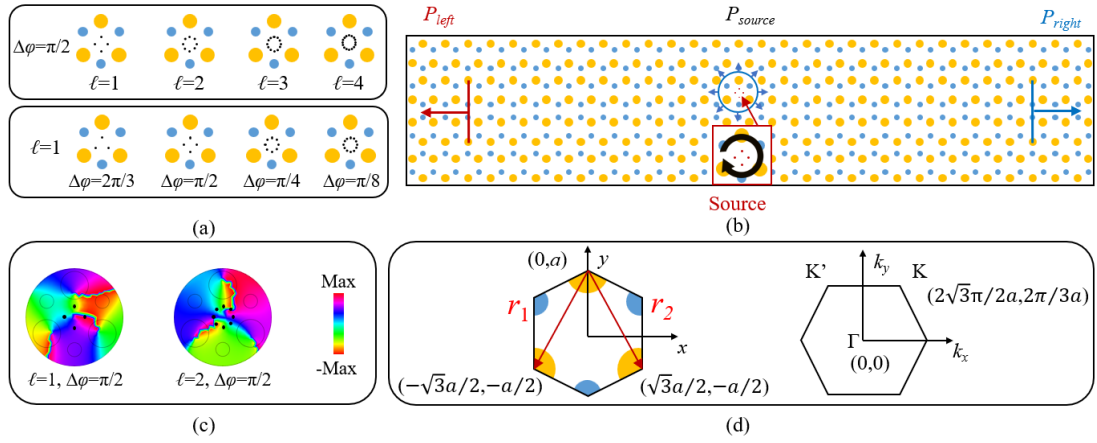 Δφ=π/2
ℓ=1 ℓ=2 ℓ=3 ℓ=4
ℓ=1
Δφ=2π/3 Δφ=π/2 Δφ=π/4 Δφ=π/8
(a)
P_left P_source P_right
Source
(b)
Max
-Max
ℓ=1, Δφ=π/2 ℓ=2, Δφ=π/2
(c)
(0,a) y
r₁ r₂
x
(-√3a/2,-a/2) (√3a/2,-a/2)
K' k_y K
(2√3π/2a,2π/3a)
Γ
k_x
(0,0)
(d)